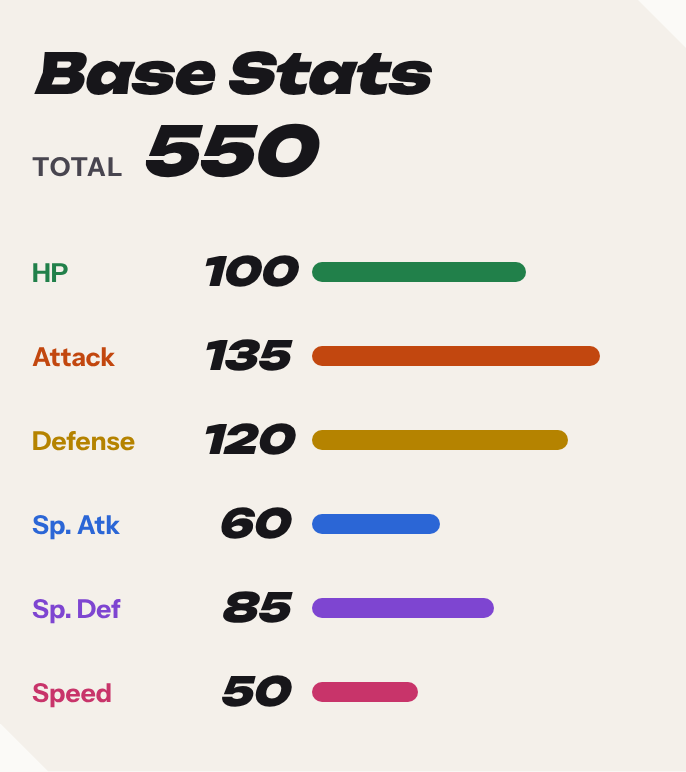 Base Stats
TOTAL 550
HP 100
Attack 135
Defense 120
Sp. Atk 60
Sp. Def 85
Speed 50